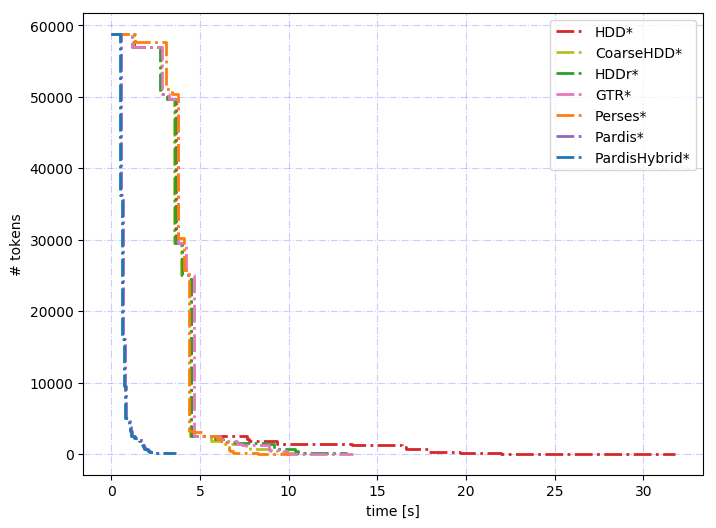 HDD*
CoarseHDD*
HDDr*
GTR*
Perses*
Pardis*
PardisHybrid*
# tokens
60000
50000
40000
30000
20000
10000
0
0 5 10 15 20 25 30
time [s]